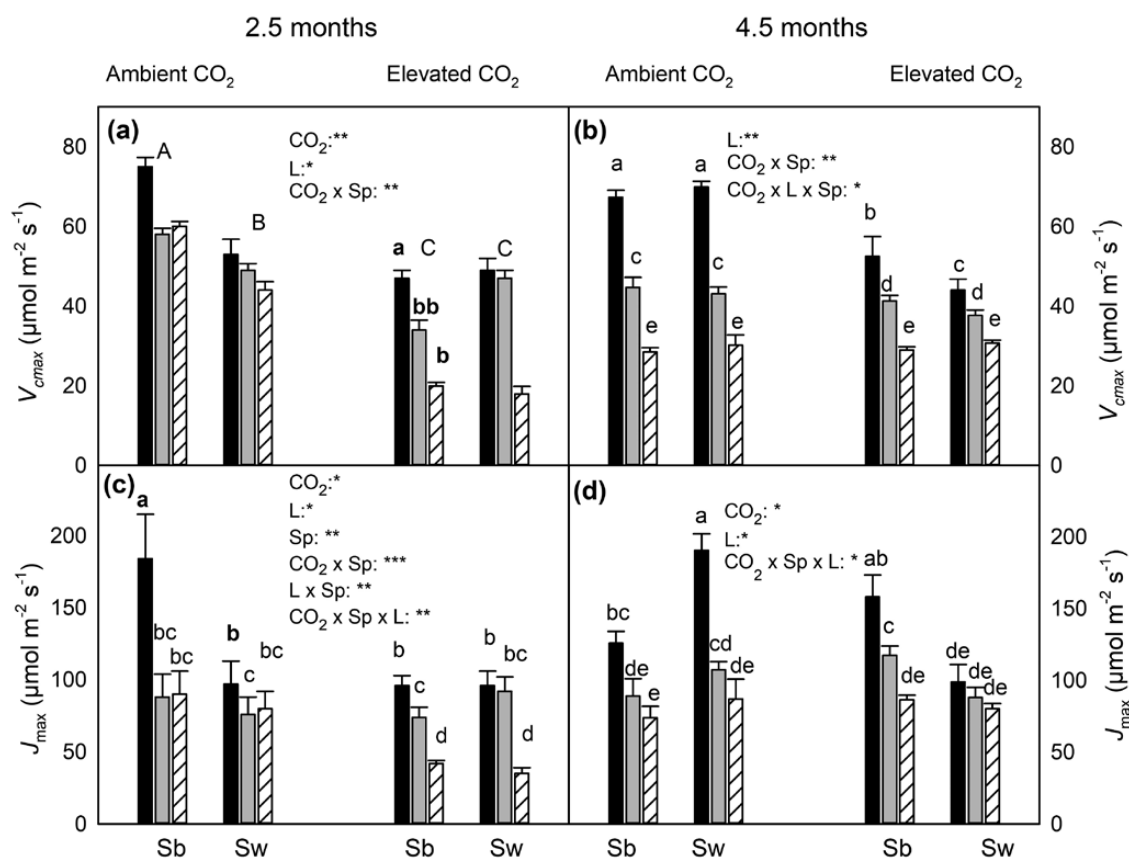 2.5 months 4.5 months
Ambient CO2 Elevated CO2 Ambient CO2 Elevated CO2
(a) (b)
CO2:**
L:*
CO2 x Sp: **
L:**
CO2 x Sp: **
CO2 x L x Sp: *
80
60
40
20
0
Vcmax (µmol m-2 s-1)
A
B
a C C
bb
b
a a
b
c c c
d d
e e e e
80
60
40
20
0
Vcmax (µmol m-2 s-1)
(c) (d)
CO2:*
L:*
Sp: **
CO2 x Sp: ***
L x Sp: **
CO2 x Sp x L: **
CO2: *
L:*
CO2 x Sp x L: *
200
150
100
50
0
Jmax (µmol m-2 s-1)
a
bc bc
b c bc
b c d
b bc d
bc de e
a cd de
ab c de
de de de
200
150
100
50
0
Jmax (µmol m-2 s-1)
Sb Sw Sb Sw Sb Sw